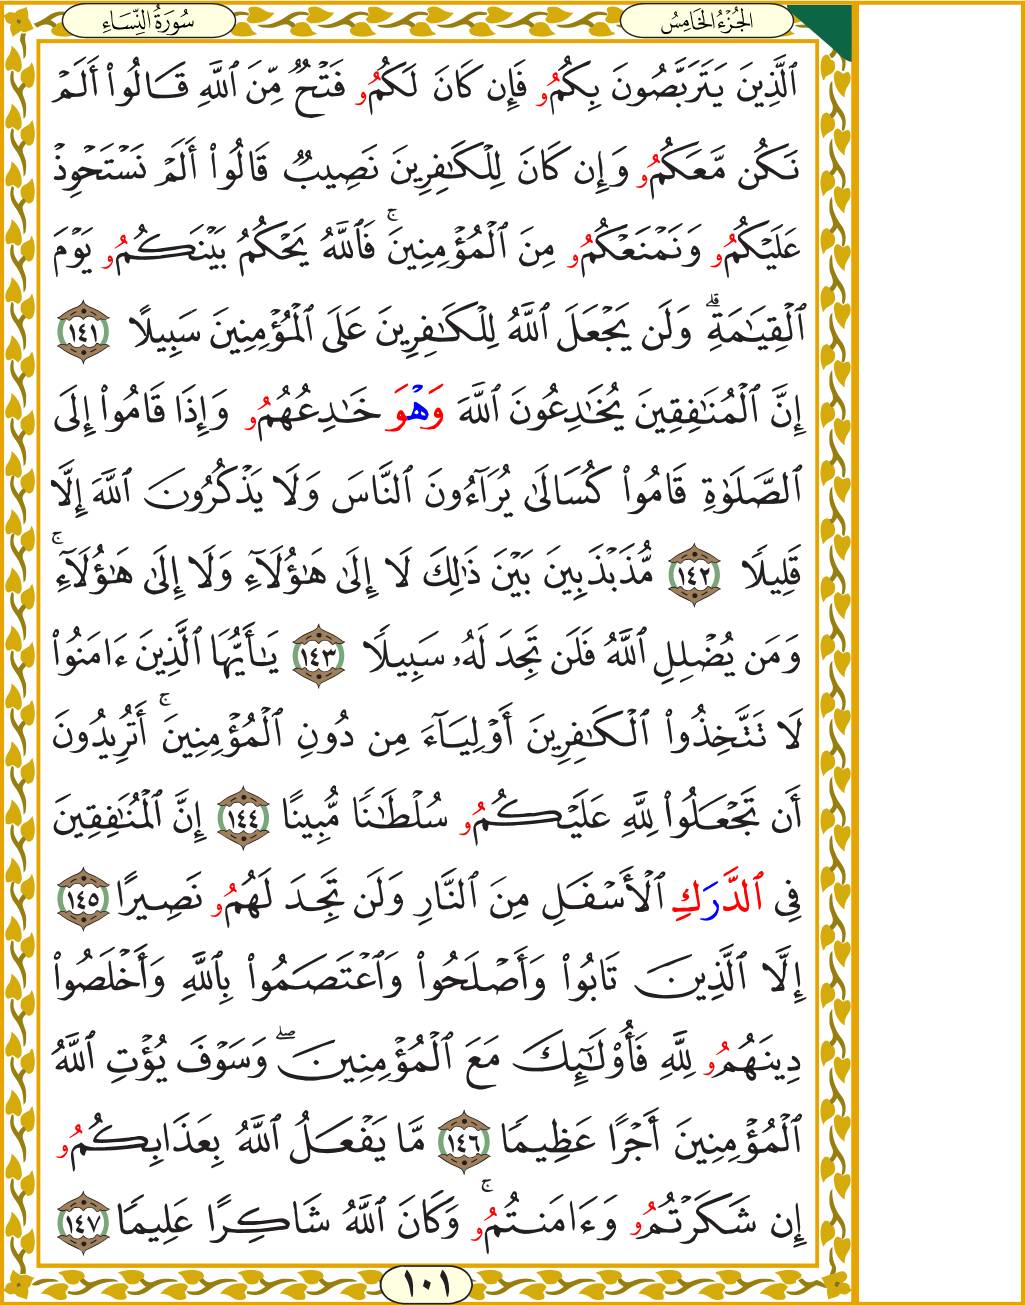 سُورَةُ النِّسَاءِ
الجُزْءُ الخَامِسُ
ٱلَّذِينَ يَتَرَبَّصُونَ بِكُمُۥ فَإِن كَانَ لَكُمُۥ فَتْحٌ مِّنَ ٱللَّهِ قَالُوا۟ أَلَمْ
نَكُن مَّعَكُمُۥ وَإِن كَانَ لِلْكَـٰفِرِينَ نَصِيبٌ قَالُوا۟ أَلَمْ نَسْتَحْوِذْ
عَلَيْكُمُۥ وَنَمْنَعْكُمُۥ مِنَ ٱلْمُؤْمِنِينَ ۚ فَٱللَّهُ يَحْكُمُ بَيْنَكُمُۥ يَوْمَ
ٱلْقِيَـٰمَةِ ۗ وَلَن يَجْعَلَ ٱللَّهُ لِلْكَـٰفِرِينَ عَلَى ٱلْمُؤْمِنِينَ سَبِيلًا ١٤١
إِنَّ ٱلْمُنَـٰفِقِينَ يُخَـٰدِعُونَ ٱللَّهَ وَهْوَ خَـٰدِعُهُمُۥ وَإِذَا قَامُوا۟ إِلَى
ٱلصَّلَوٰةِ قَامُوا۟ كُسَالَىٰ يُرَآءُونَ ٱلنَّاسَ وَلَا يَذْكُرُونَ ٱللَّهَ إِلَّا
قَلِيلًا ١٤٢ مُّذَبْذَبِينَ بَيْنَ ذَٰلِكَ لَا إِلَىٰ هَـٰٓؤُلَآءِ وَلَا إِلَىٰ هَـٰٓؤُلَآءِ ۚ
وَمَن يُضْلِلِ ٱللَّهُ فَلَن تَجِدَ لَهُۥ سَبِيلًا ١٤٣ يَـٰٓأَيُّهَا ٱلَّذِينَ ءَامَنُوا۟
لَا تَتَّخِذُوا۟ ٱلْكَـٰفِرِينَ أَوْلِيَآءَ مِن دُونِ ٱلْمُؤْمِنِينَ ۚ أَتُرِيدُونَ
أَن تَجْعَلُوا۟ لِلَّهِ عَلَيْكُمُۥ سُلْطَـٰنًا مُّبِينًا ١٤٤ إِنَّ ٱلْمُنَـٰفِقِينَ
فِى ٱلدَّرَكِ ٱلْأَسْفَلِ مِنَ ٱلنَّارِ وَلَن تَجِدَ لَهُمُۥ نَصِيرًا ١٤٥
إِلَّا ٱلَّذِينَ تَابُوا۟ وَأَصْلَحُوا۟ وَٱعْتَصَمُوا۟ بِٱللَّهِ وَأَخْلَصُوا۟
دِينَهُمُۥ لِلَّهِ فَأُو۟لَـٰٓئِكَ مَعَ ٱلْمُؤْمِنِينَ ۖ وَسَوْفَ يُؤْتِ ٱللَّهُ
ٱلْمُؤْمِنِينَ أَجْرًا عَظِيمًا ١٤٦ مَّا يَفْعَلُ ٱللَّهُ بِعَذَابِكُمُۥ
إِن شَكَرْتُمُۥ وَءَامَنتُمُۥ ۚ وَكَانَ ٱللَّهُ شَاكِرًا عَلِيمًا ١٤٧
١٠١